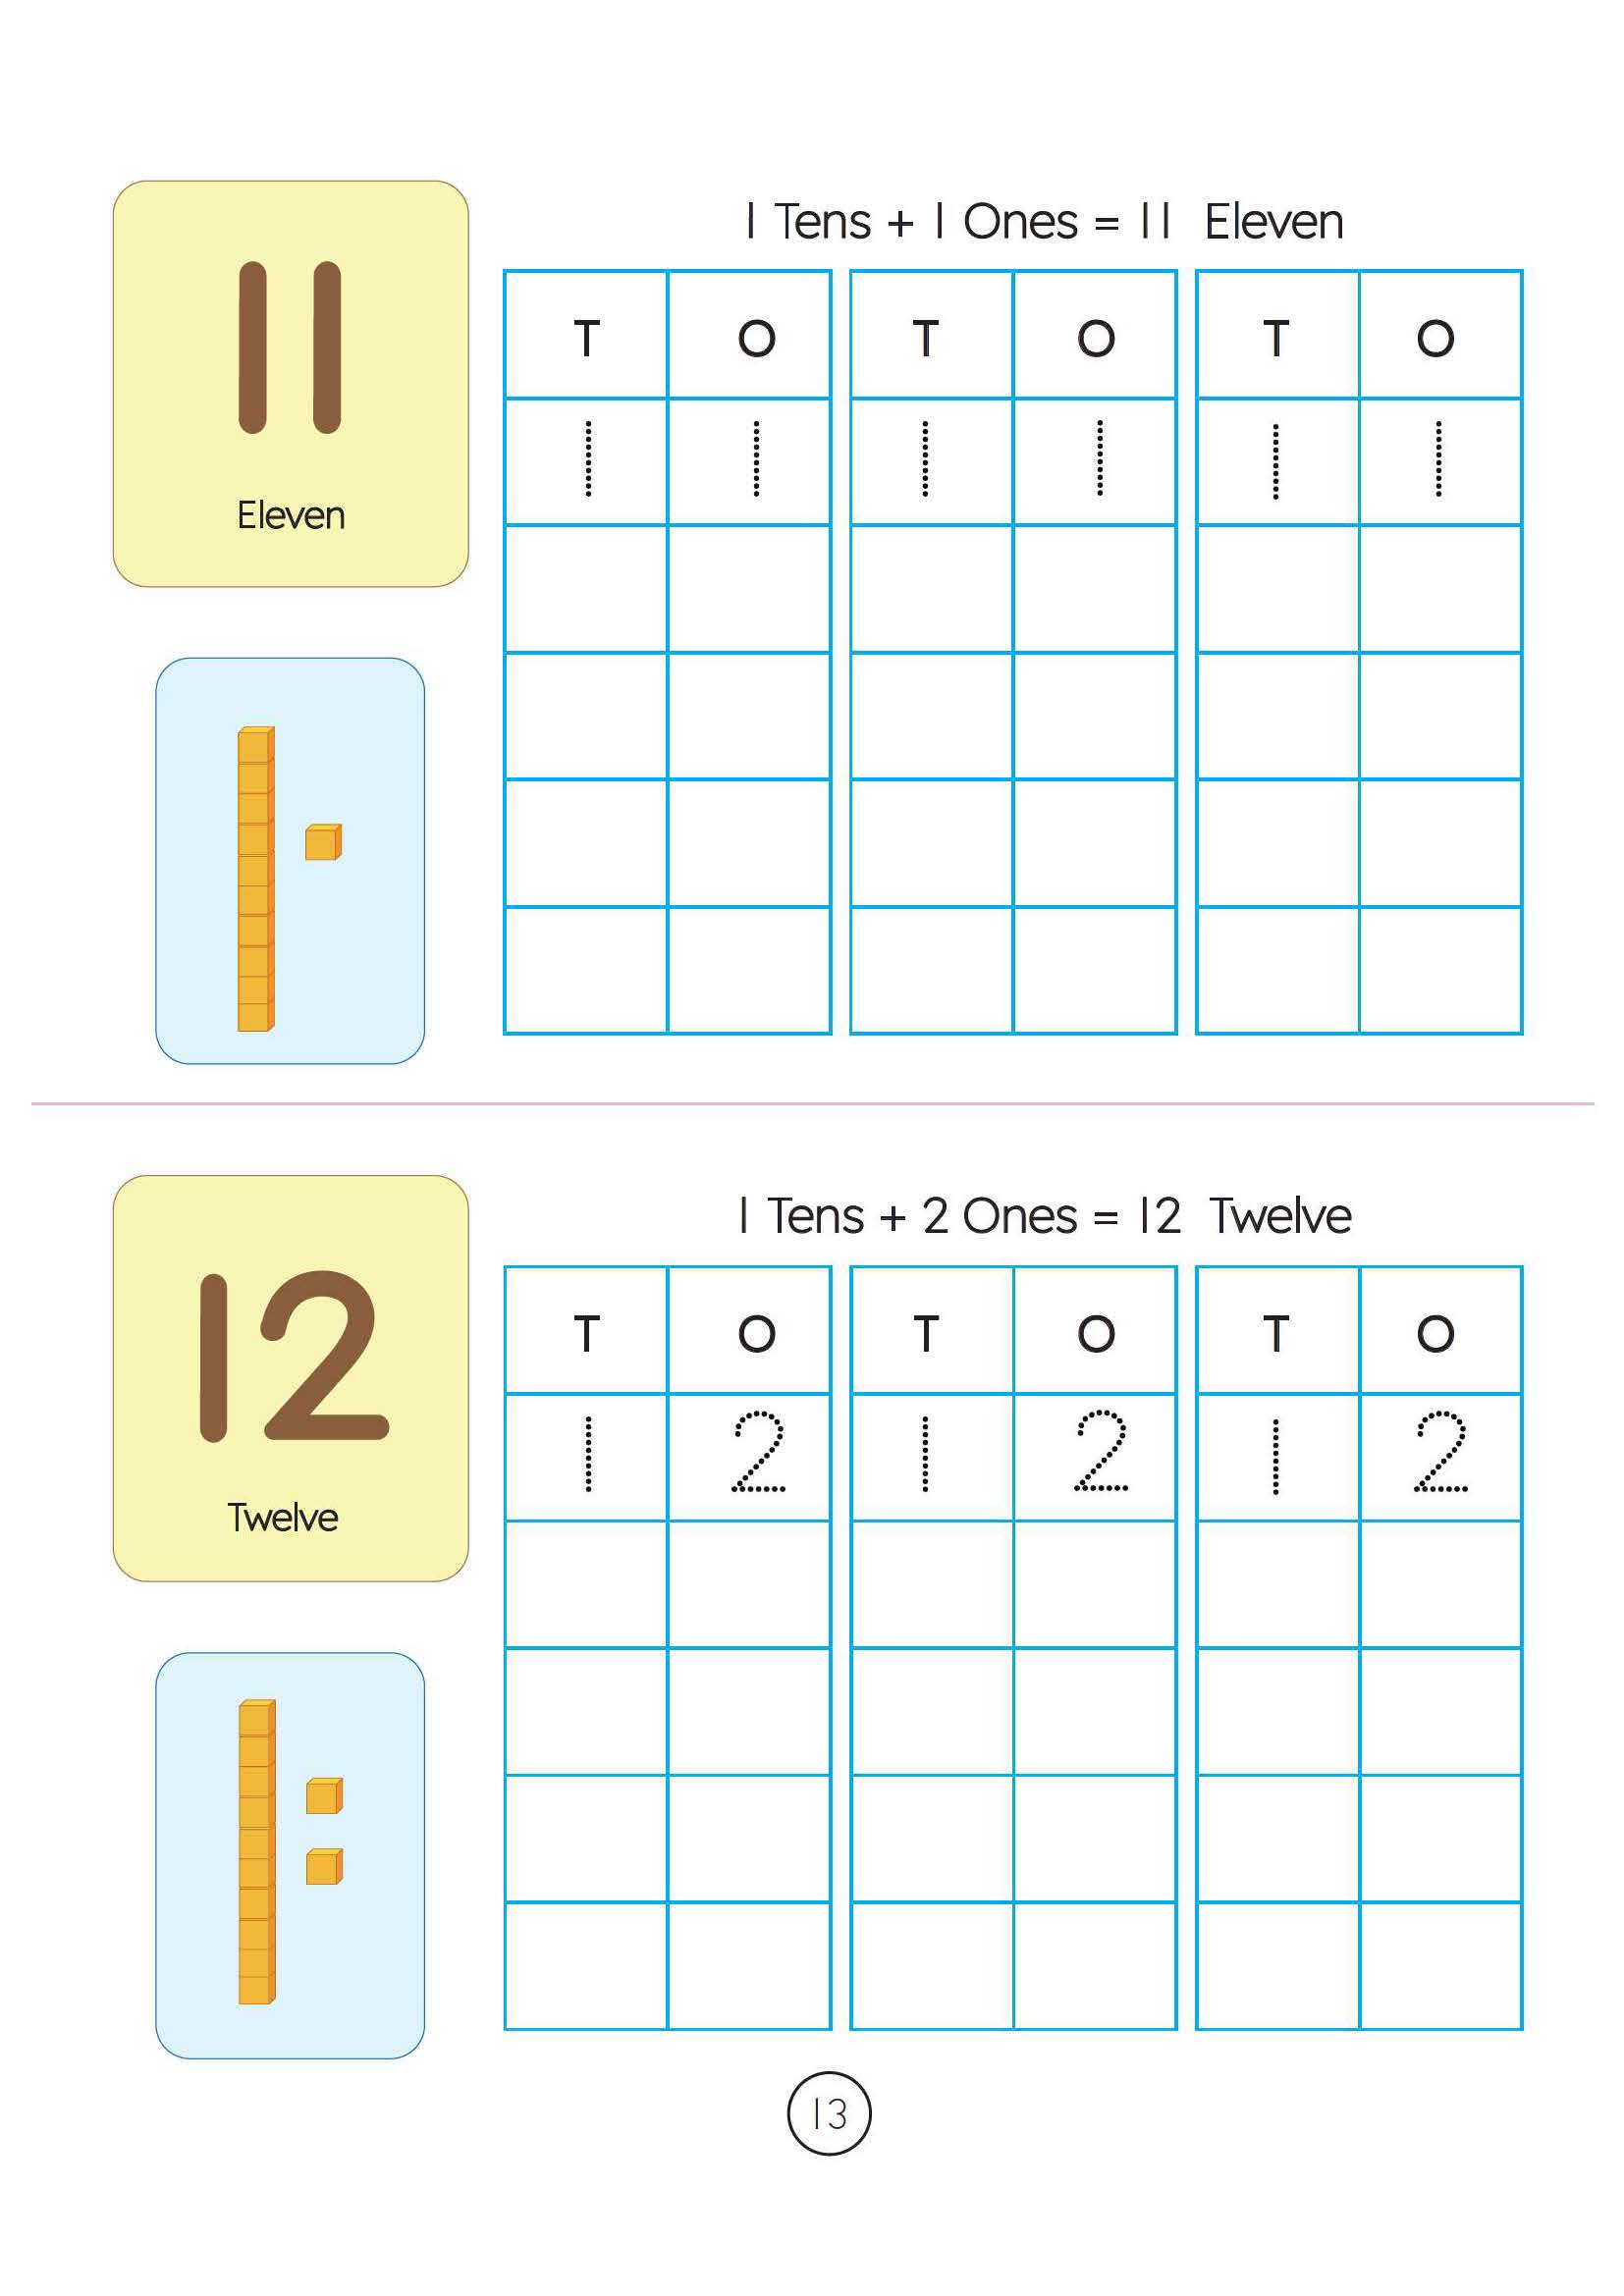 11
Eleven
1 Tens + 1 Ones = 11 Eleven
T O T O T O
1 1 1 1 1 1
12
Twelve
1 Tens + 2 Ones = 12 Twelve
T O T O T O
1 2 1 2 1 2
13